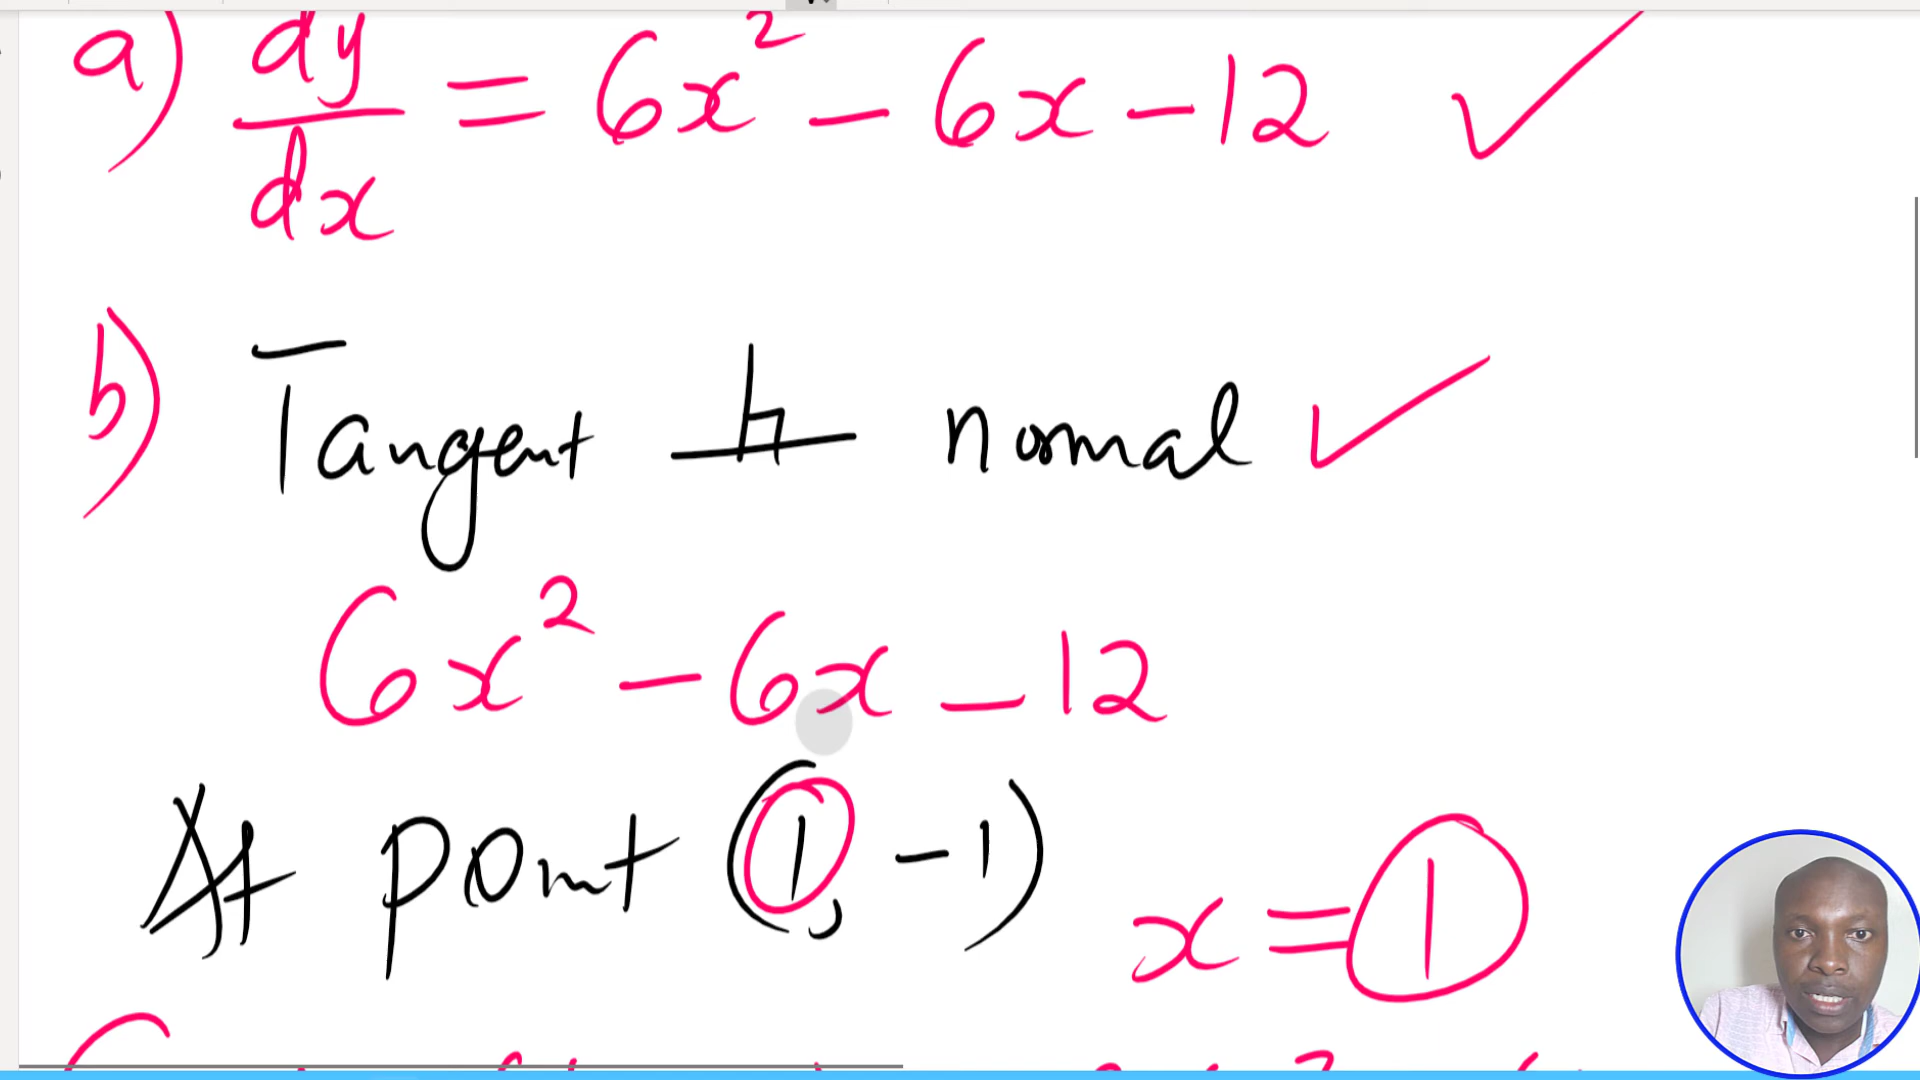 a) dy/dx = 6x² - 6x - 12 ✓
b) Tangent ⊥ normal ✓
6x² - 6x - 12
At point (1, -1) x = 1